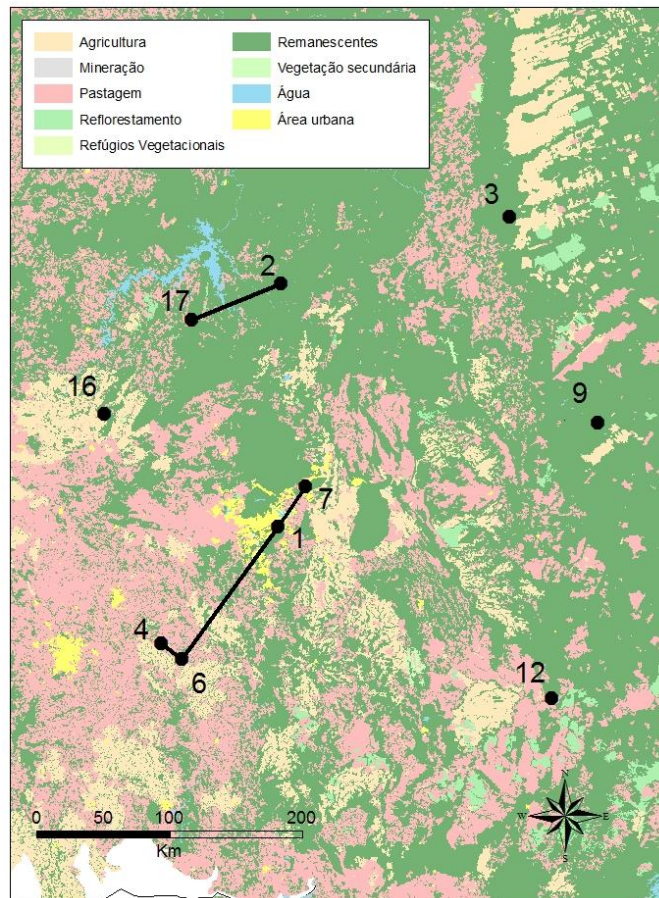 Agricultura
Mineração
Pastagem
Reflorestamento
Refúgios Vegetacionais
Remanescentes
Vegetação secundária
Água
Área urbana
3
2
17
16
9
7
1
4
6
12
N
W E
S
0 50 100 200
Km